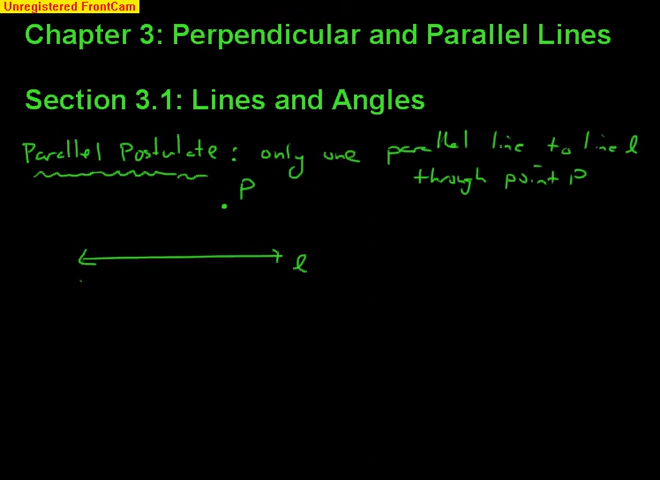 Unregistered FrontCam
Chapter 3: Perpendicular and Parallel Lines
Section 3.1: Lines and Angles
Parallel Postulate: only one parallel line to line l
through point P
P
l